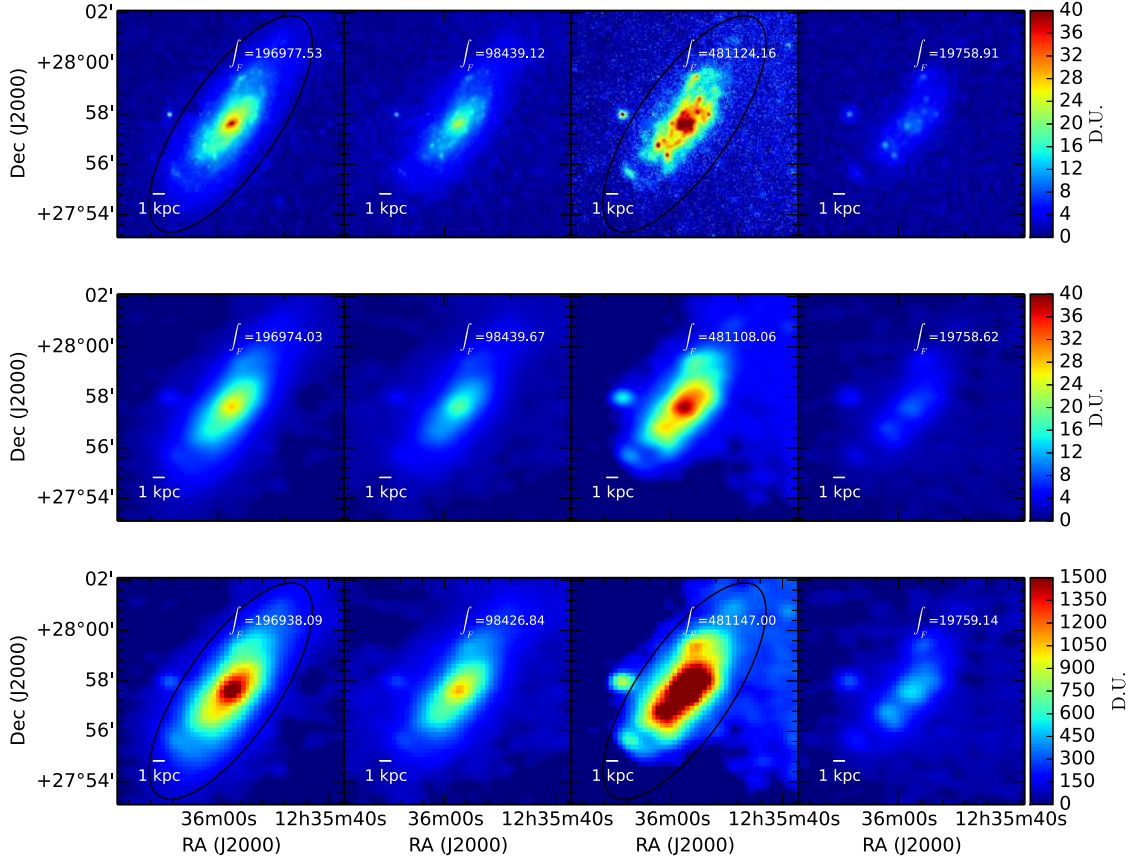 02'
+28°00'
58'
56'
+27°54'
Dec (J2000)
∫F=196977.53
1 kpc
∫F=98439.12
1 kpc
∫F=481124.16
1 kpc
∫F=19758.91
1 kpc
40
36
32
28
24
20
16
12
8
4
0
D.U.
02'
+28°00'
58'
56'
+27°54'
Dec (J2000)
∫F=196974.03
1 kpc
∫F=98439.67
1 kpc
∫F=481108.06
1 kpc
∫F=19758.62
1 kpc
40
36
32
28
24
20
16
12
8
4
0
D.U.
02'
+28°00'
58'
56'
+27°54'
Dec (J2000)
∫F=196938.09
1 kpc
∫F=98426.84
1 kpc
∫F=481147.00
1 kpc
∫F=19759.14
1 kpc
1500
1350
1200
1050
900
750
600
450
300
150
0
D.U.
36m00s 12h35m40s
RA (J2000)
36m00s 12h35m40s
RA (J2000)
36m00s 12h35m40s
RA (J2000)
36m00s 12h35m40s
RA (J2000)